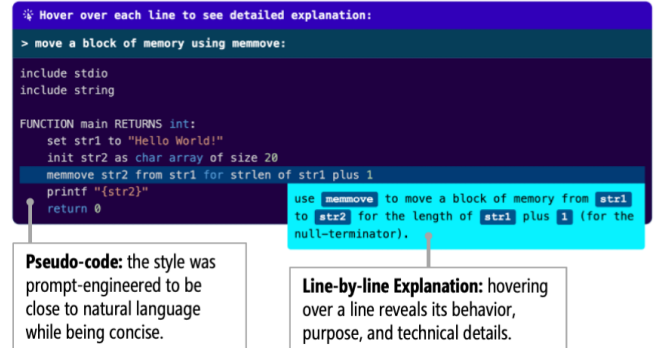 Hover over each line to see detailed explanation:
> move a block of memory using memmove:
include stdio
include string
FUNCTION main RETURNS int:
set str1 to "Hello World!"
init str2 as char array of size 20
memmove str2 from str1 for strlen of str1 plus 1
printf "{str2}"
return 0
use memmove to move a block of memory from str1
to str2 for the length of str1 plus 1 (for the
null-terminator).
Pseudo-code: the style was
prompt-engineered to be
close to natural language
while being concise.
Line-by-line Explanation: hovering
over a line reveals its behavior,
purpose, and technical details.